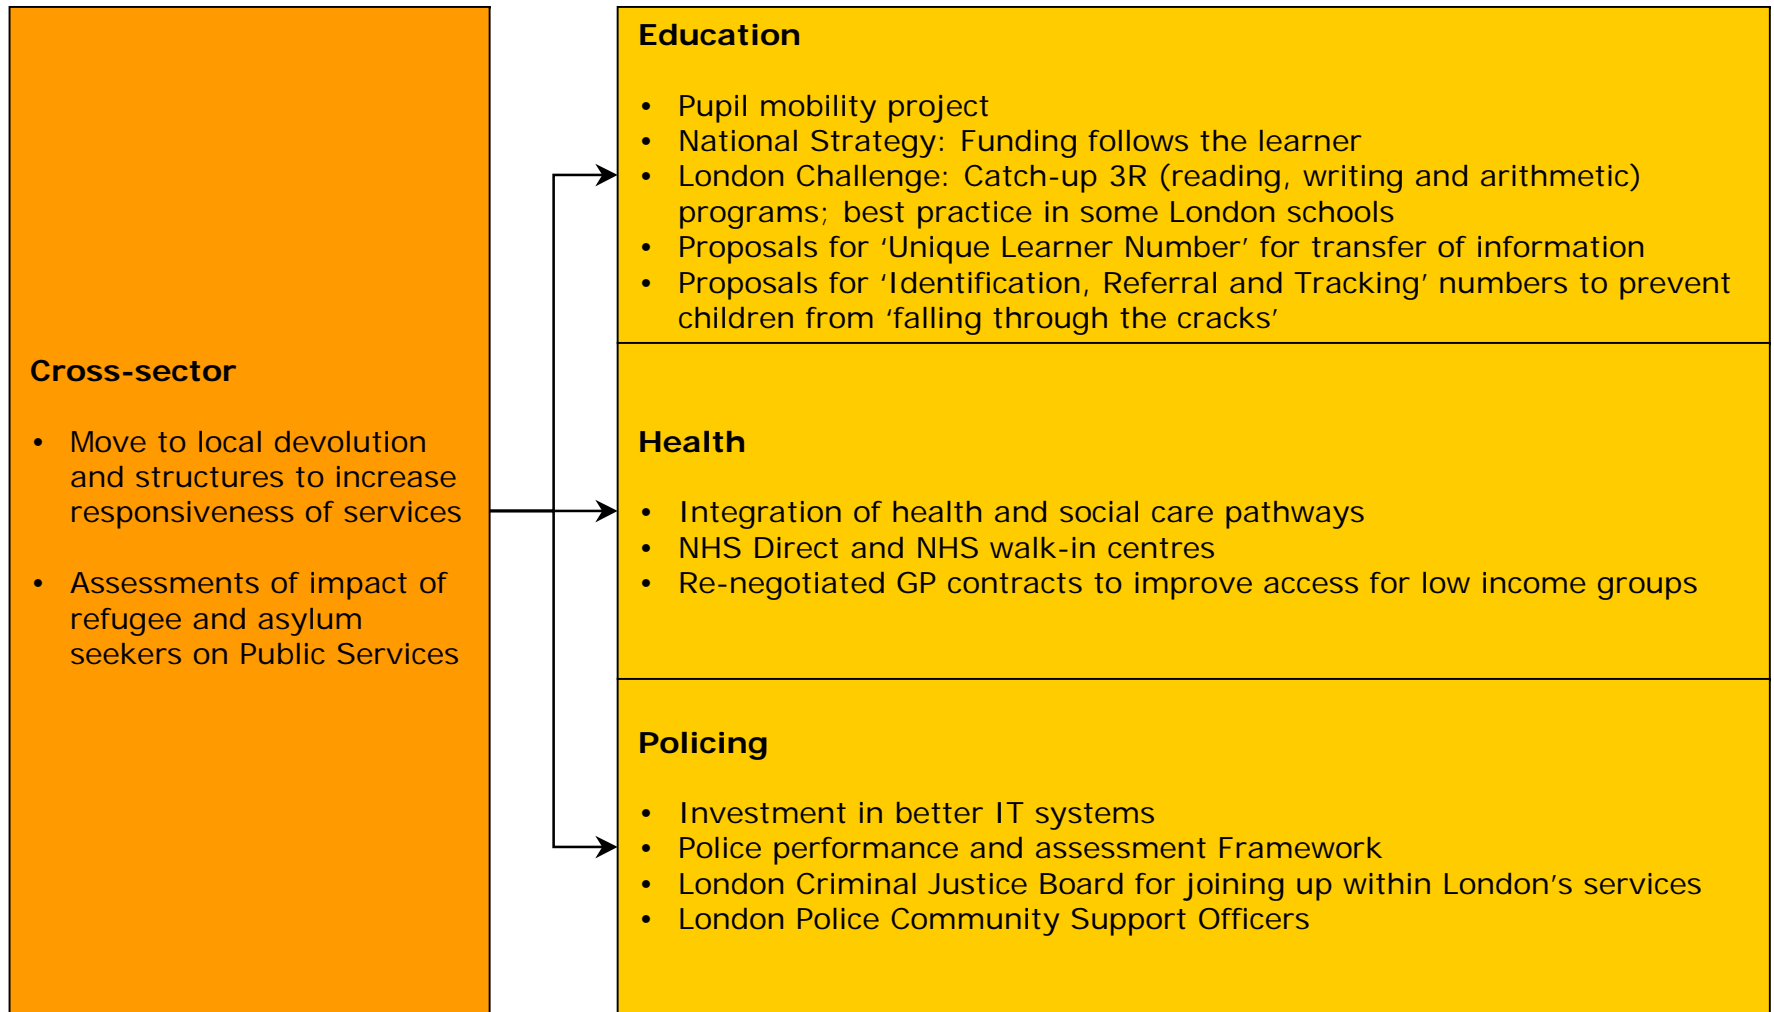 Cross-sector
• Move to local devolution
and structures to increase
responsiveness of services
• Assessments of impact of
refugee and asylum
seekers on Public Services
Education
• Pupil mobility project
• National Strategy: Funding follows the learner
• London Challenge: Catch-up 3R (reading, writing and arithmetic)
programs; best practice in some London schools
• Proposals for ‘Unique Learner Number’ for transfer of information
• Proposals for ‘Identification, Referral and Tracking’ numbers to prevent
children from ‘falling through the cracks’
Health
• Integration of health and social care pathways
• NHS Direct and NHS walk-in centres
• Re-negotiated GP contracts to improve access for low income groups
Policing
• Investment in better IT systems
• Police performance and assessment Framework
• London Criminal Justice Board for joining up within London’s services
• London Police Community Support Officers